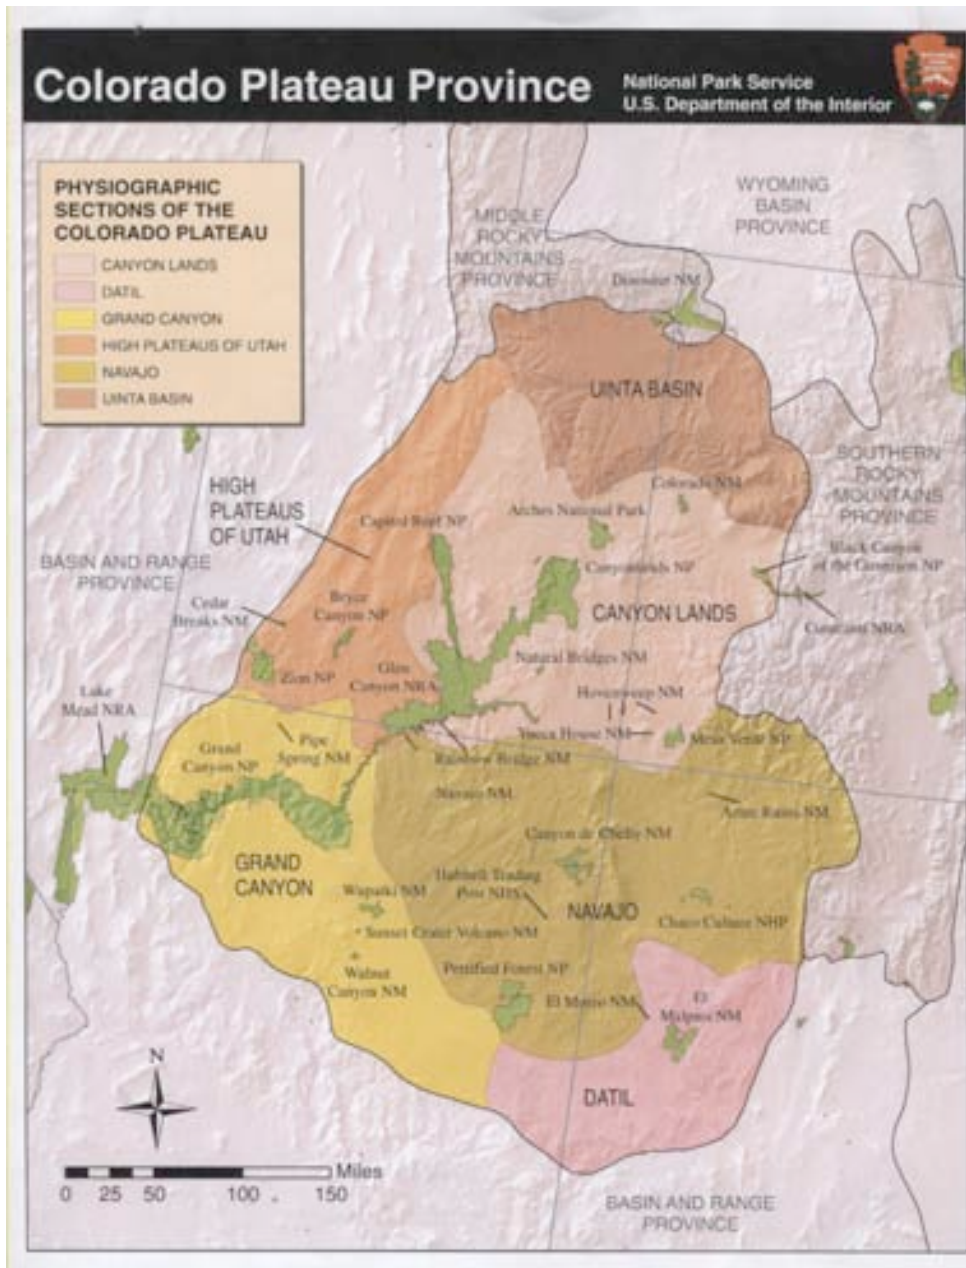 Colorado Plateau Province
National Park Service
U.S. Department of the Interior
PHYSIOGRAPHIC
SECTIONS OF THE
COLORADO PLATEAU
CANYON LANDS
DATIL
GRAND CANYON
HIGH PLATEAUS OF UTAH
NAVAJO
UINTA BASIN
WYOMING
BASIN
PROVINCE
MIDDLE
ROCKY
MOUNTAINS
PROVINCE
Dinosaur NM
UINTA BASIN
SOUTHERN
ROCKY
MOUNTAINS
PROVINCE
HIGH
PLATEAUS
OF UTAH
Colorado NM
Capitol Reef NP
Arches National Park
BASIN AND RANGE
PROVINCE
Black Canyon
of the Gunnison NP
Canyonlands NP
Cedar
Breaks NM
Bryce
Canyon NP
CANYON LANDS
Curecanti NRA
Natural Bridges NM
Zion NP
Glen
Canyon NRA
Hovenweep NM
Lake
Mead NRA
Yucca House NM
Mesa Verde NP
Grand
Canyon NP
Pipe
Spring NM
Rainbow Bridge NM
Navajo NM
Aztec Ruins NM
Canyon de Chelly NM
GRAND
CANYON
Hubbell Trading
Post NHS
Wupatki NM
NAVAJO
Chaco Culture NHP
Sunset Crater Volcano NM
Walnut
Canyon NM
Petrified Forest NP
El Morro NM
El
Malpais NM
DATIL
N
Miles
0 25 50 100 150
BASIN AND RANGE
PROVINCE